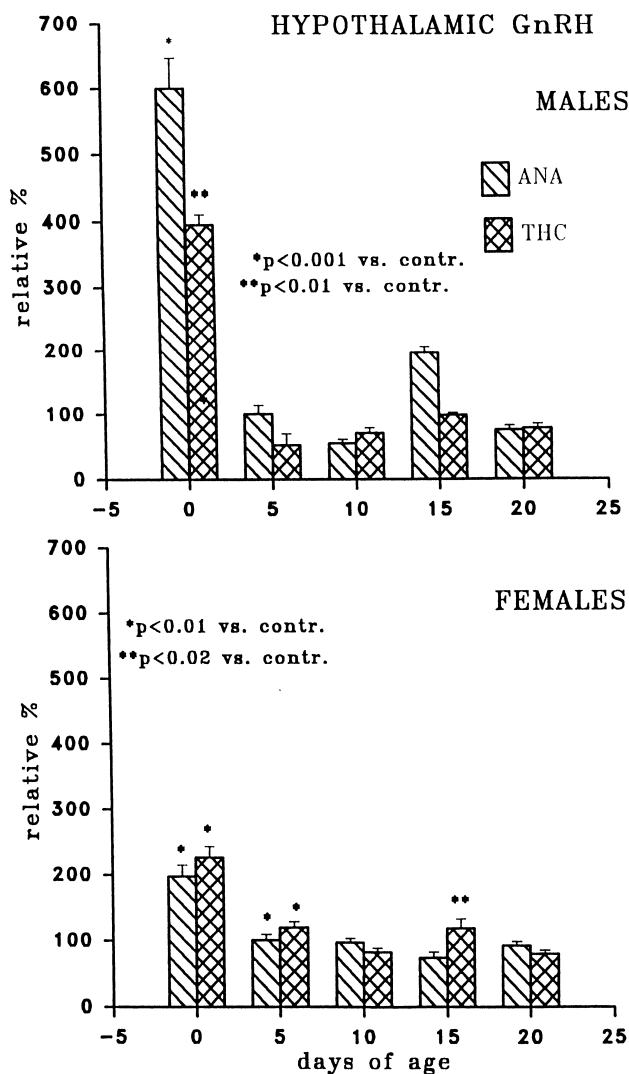 HYPOTHALAMIC GnRH
MALES
ANA
THC
*p<0.001 vs. contr.
**p<0.01 vs. contr.
relative %
700
600
500
400
300
200
100
0
*
**
*
-5 0 5 10 15 20 25
FEMALES
*p<0.01 vs. contr.
**p<0.02 vs. contr.
relative %
700
600
500
400
300
200
100
0
* * * * **
-5 0 5 10 15 20 25
days of age